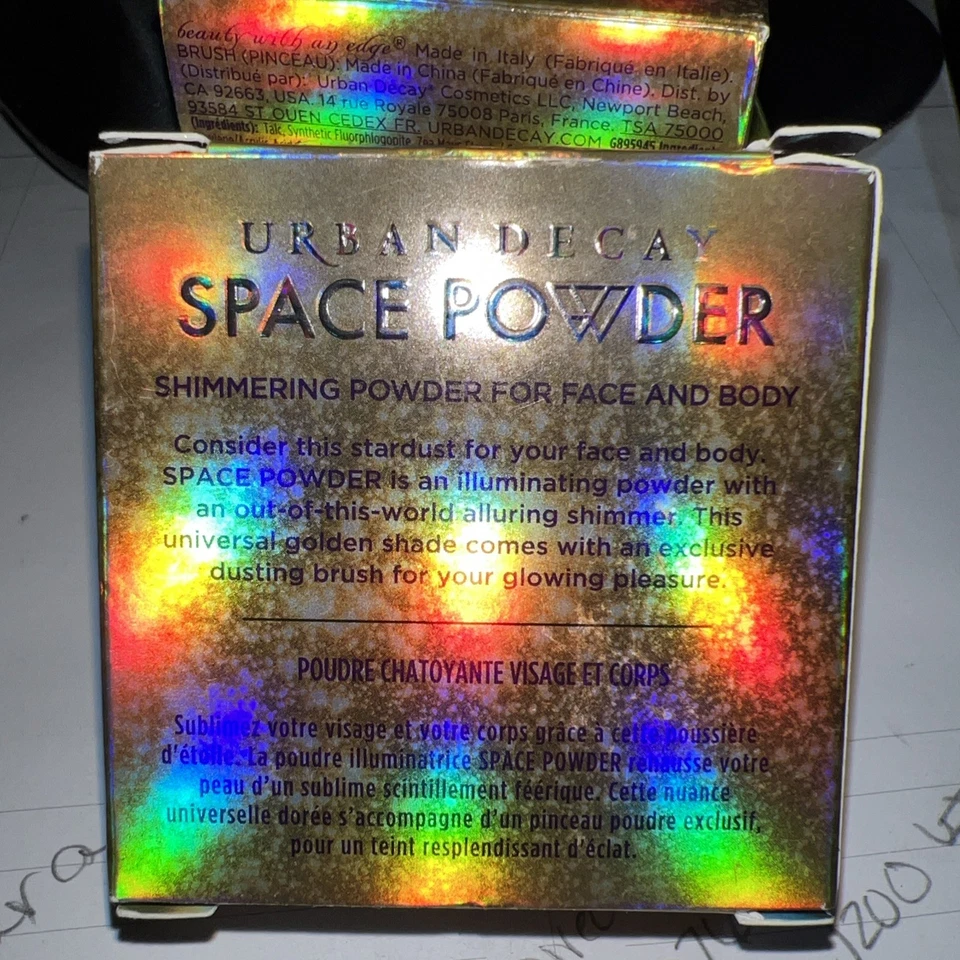 beauty with an edge® Made in Italy (Fabriqué en Italie).
BRUSH (PINCEAU): Made in China (Fabriqué en Chine). Dist. by
(Distribué par): Urban Decay® Cosmetics LLC, Newport Beach,
CA 92663, USA. 14 rue Royale 75008 Paris, France. TSA 75000
93584 ST OUEN CEDEX FR. URBANDECAY.COM G895945
(Ingrédients): Talc, Synthetic Fluorphlogopite,
URBAN DECAY
SPACE POWDER
SHIMMERING POWDER FOR FACE AND BODY
Consider this stardust for your face and body.
SPACE POWDER is an illuminating powder with
an out-of-this-world alluring shimmer. This
universal golden shade comes with an exclusive
dusting brush for your glowing pleasure.
POUDRE CHATOYANTE VISAGE ET CORPS
Sublimez votre visage et votre corps grâce à cette poussière
d'étoile. La poudre illuminatrice SPACE POWDER rehausse votre
peau d'un sublime scintillement féérique. Cette nuance
universelle dorée s'accompagne d'un pinceau poudre exclusif,
pour un teint resplendissant d'éclat.